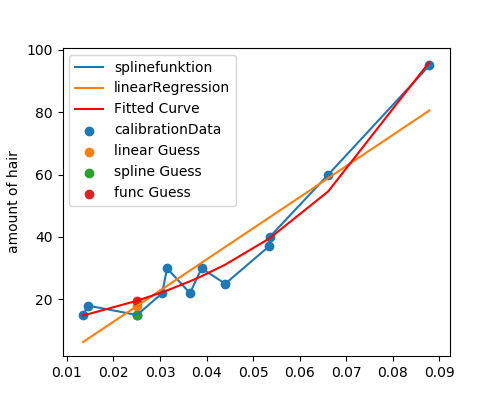 100
80
60
40
20
amount of hair
splinefunktion
linearRegression
Fitted Curve
calibrationData
linear Guess
spline Guess
func Guess
0.01 0.02 0.03 0.04 0.05 0.06 0.07 0.08 0.09